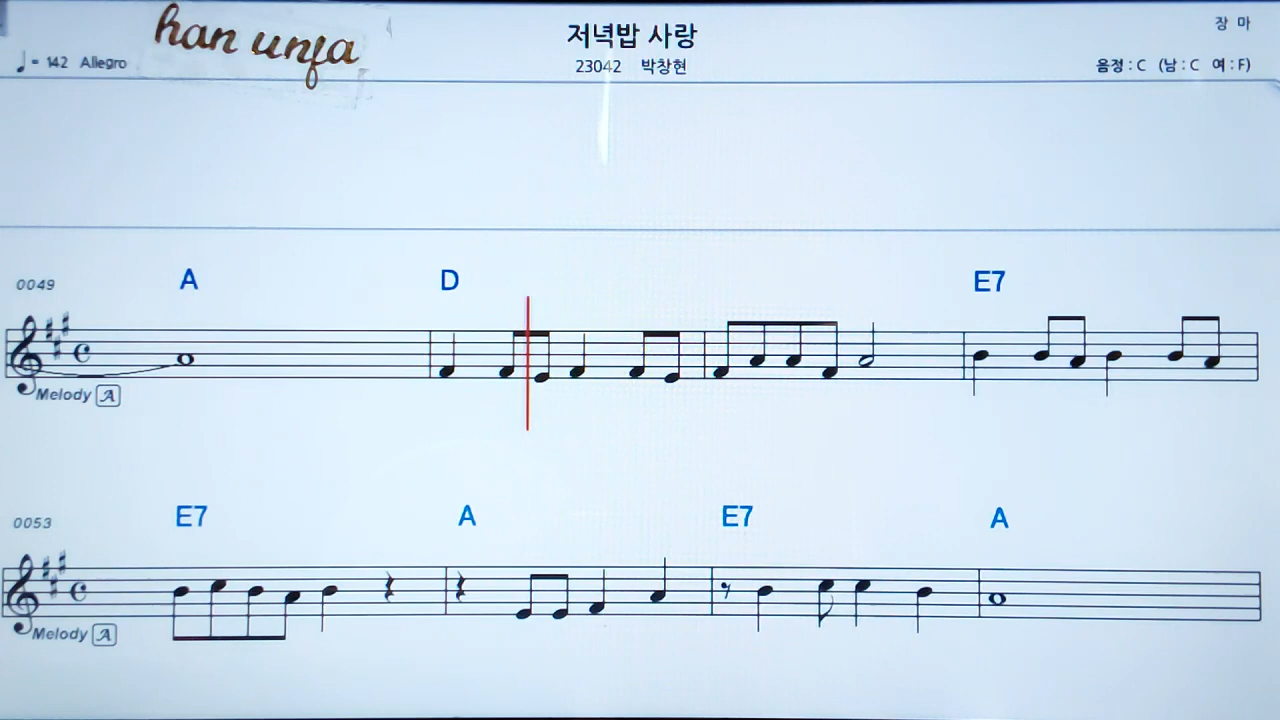 han unfa
저녁밥 사랑
장 마
♩= 142 Allegro
23042 박창현
음정 : C (남 : C 여 : F)
0049
A D E7
Melody A
0053
E7 A E7 A
Melody A